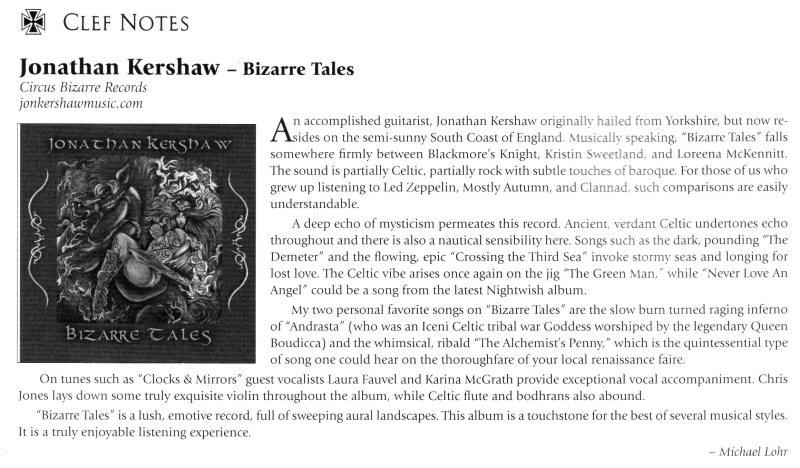 CLEF NOTES
Jonathan Kershaw – Bizarre Tales
Circus Bizarre Records
jonkershawmusic.com
JONATHAN KERSHAW
BIZARRE TALES
An accomplished guitarist, Jonathan Kershaw originally hailed from Yorkshire, but now re-
sides on the semi-sunny South Coast of England. Musically speaking, “Bizarre Tales” falls
somewhere firmly between Blackmore’s Knight, Kristin Sweetland, and Loreena McKennitt.
The sound is partially Celtic, partially rock with subtle touches of baroque. For those of us who
grew up listening to Led Zeppelin, Mostly Autumn, and Clannad, such comparisons are easily
understandable.
A deep echo of mysticism permeates this record. Ancient, verdant Celtic undertones echo
throughout and there is also a nautical sensibility here. Songs such as the dark, pounding “The
Demeter” and the flowing, epic “Crossing the Third Sea” invoke stormy seas and longing for
lost love. The Celtic vibe arises once again on the jig “The Green Man,” while “Never Love An
Angel” could be a song from the latest Nightwish album.
My two personal favorite songs on “Bizarre Tales” are the slow burn turned raging inferno
of “Andrasta” (who was an Iceni Celtic tribal war Goddess worshiped by the legendary Queen
Boudicca) and the whimsical, ribald “The Alchemist’s Penny,” which is the quintessential type
of song one could hear on the thoroughfare of your local renaissance faire.
On tunes such as “Clocks & Mirrors” guest vocalists Laura Fauvel and Karina McGrath provide exceptional vocal accompaniment. Chris
Jones lays down some truly exquisite violin throughout the album, while Celtic flute and bodhrans also abound.
“Bizarre Tales” is a lush, emotive record, full of sweeping aural landscapes. This album is a touchstone for the best of several musical styles.
It is a truly enjoyable listening experience.
– Michael Lohr